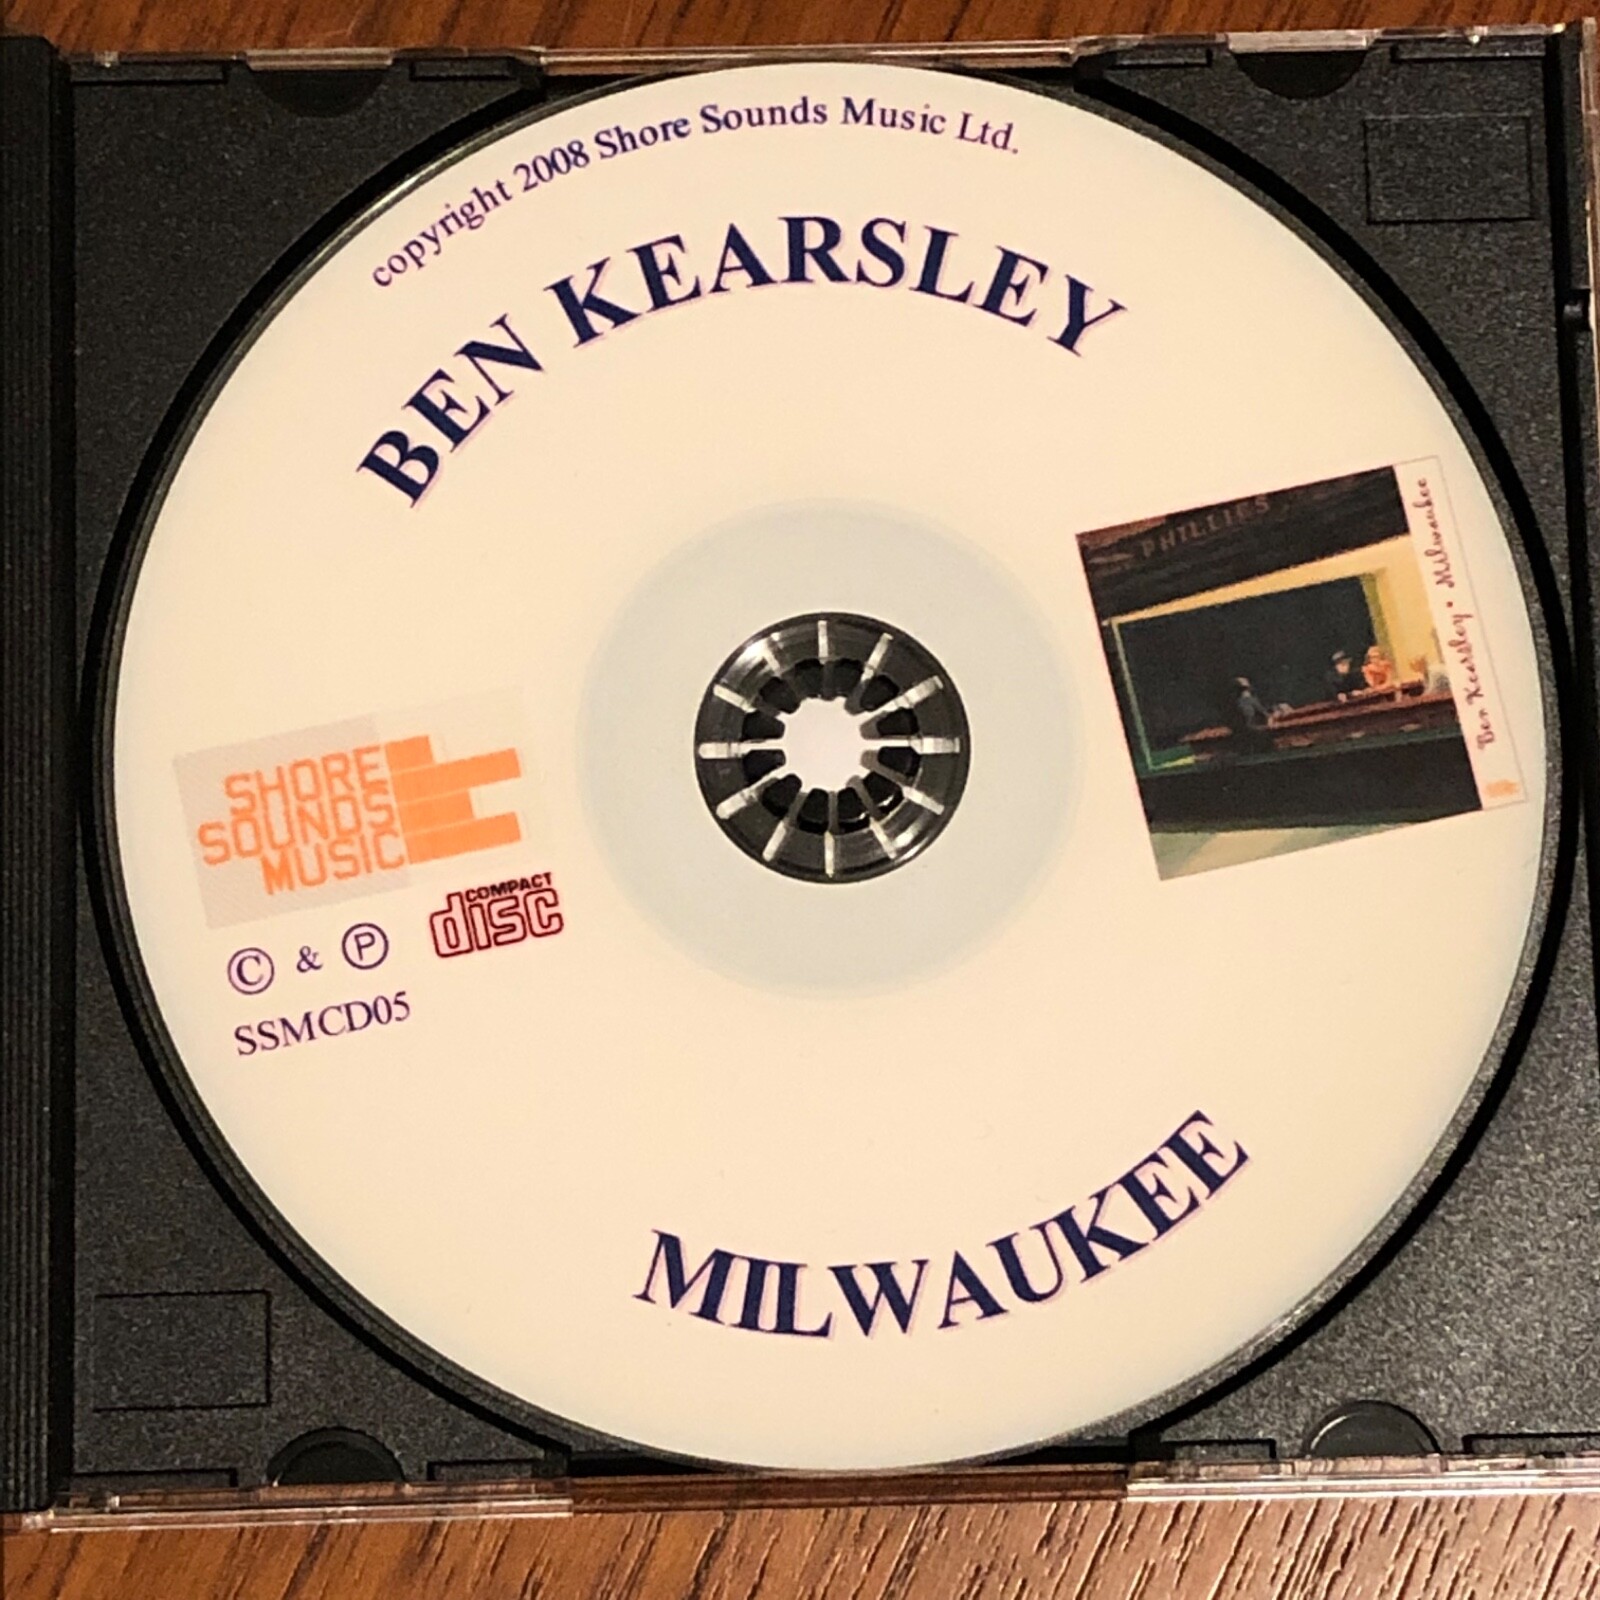 copyright 2008 Shore Sounds Music Ltd.
BEN KEARSLEY
PHILLIES
Ben Kearsley • Milwaukee
SHORE
SOUNDS
MUSIC
COMPACT
disc
© & ℗
SSMCD05
MILWAUKEE